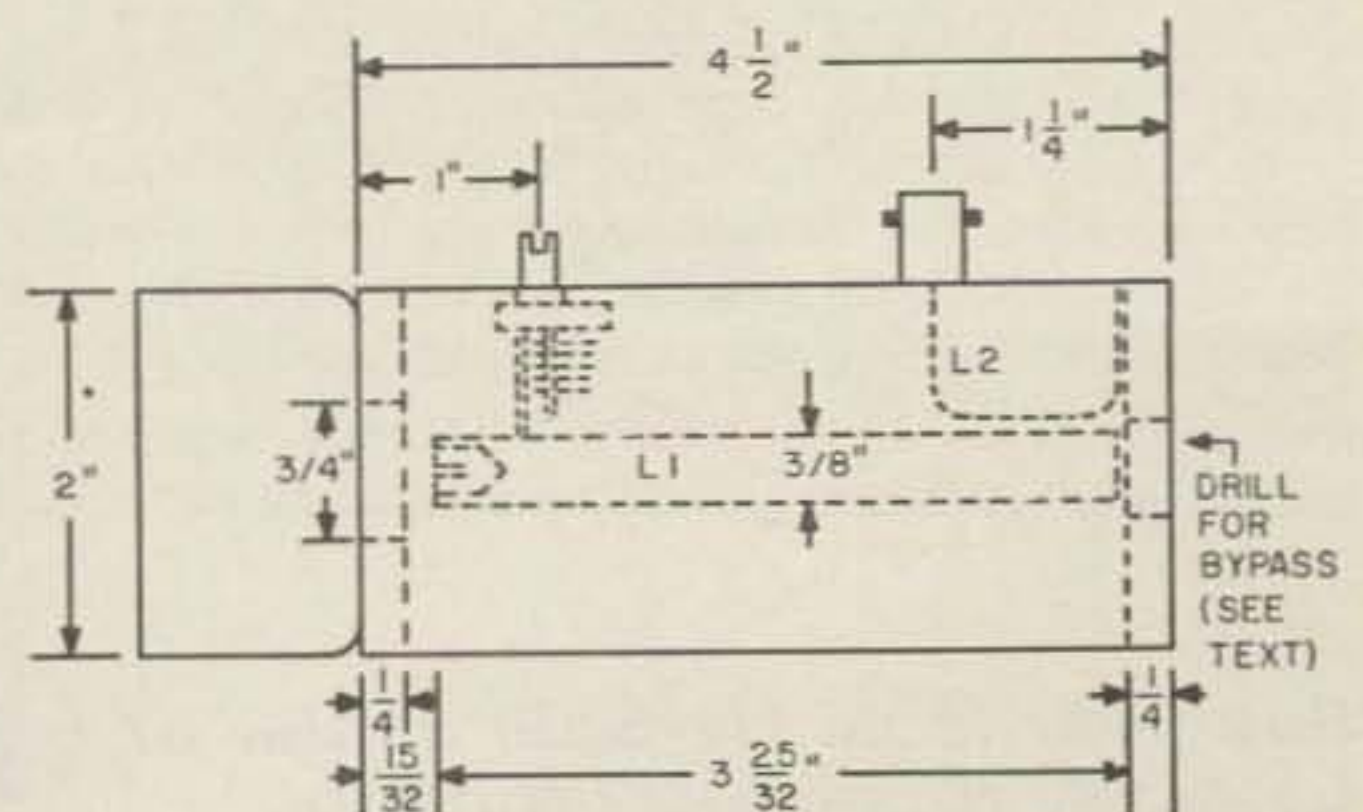 4 1/2"
1 1/4"
1"
L2
2"
3/4"
L1
3/8"
DRILL
FOR
BYPASS
(SEE
TEXT)
1/4
1/4
15/32
3 25/32"